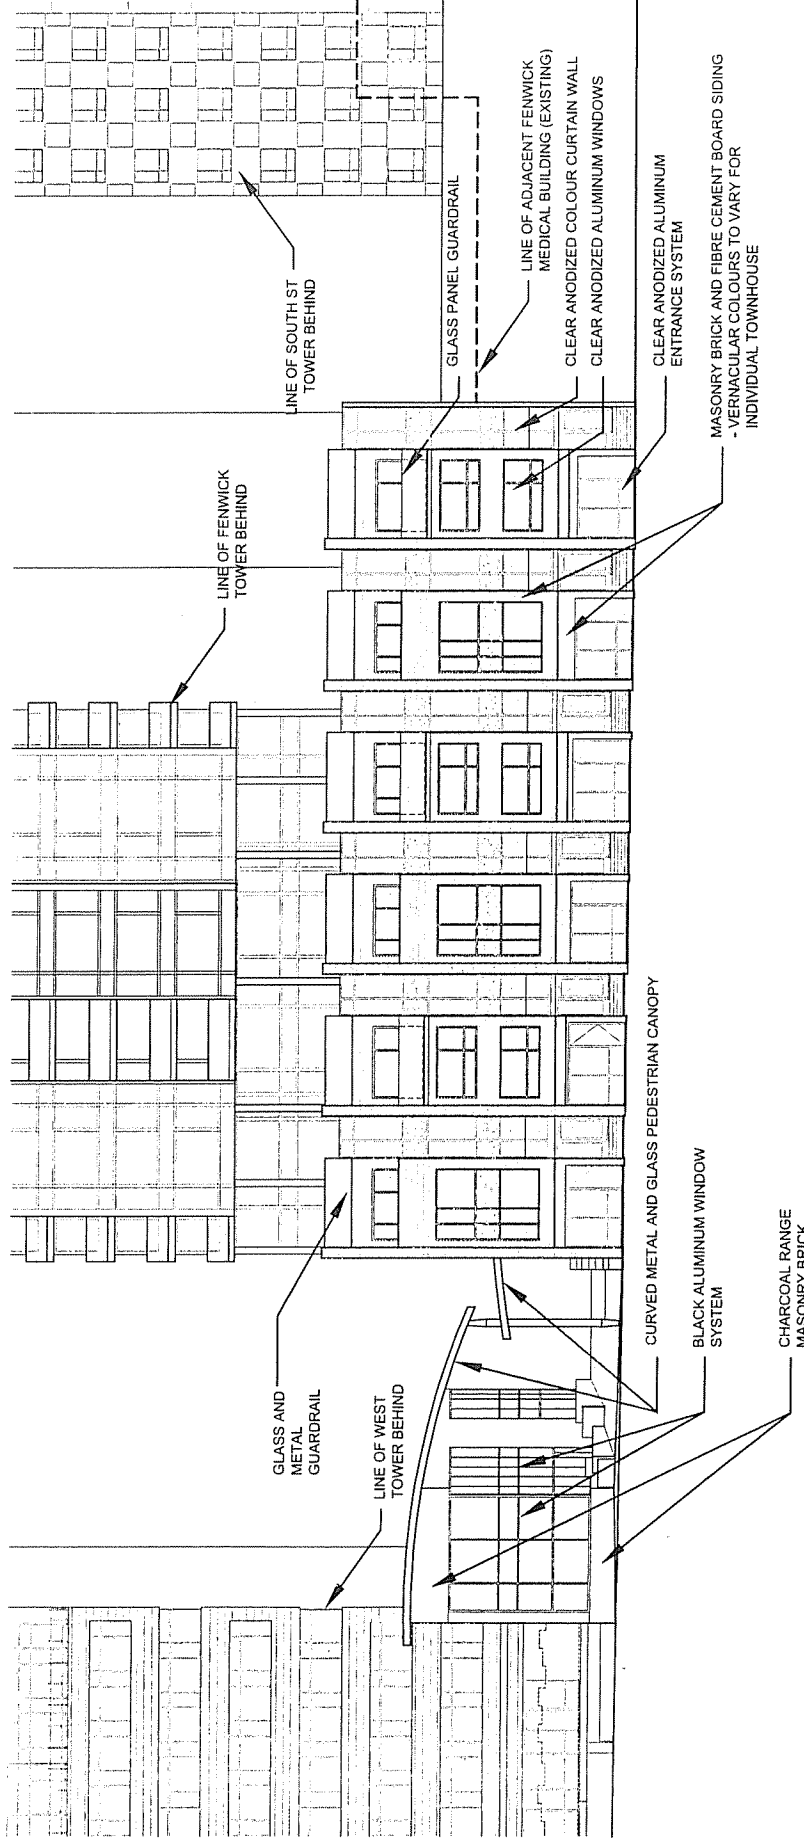 GLASS AND
METAL
GUARDRAIL
LINE OF WEST
TOWER BEHIND
LINE OF FENWICK
TOWER BEHIND
LINE OF SOUTH ST
TOWER BEHIND
GLASS PANEL GUARDRAIL
LINE OF ADJACENT FENWICK
MEDICAL BUILDING (EXISTING)
CLEAR ANODIZED COLOUR CURTAIN WALL
CLEAR ANODIZED ALUMINUM WINDOWS
CLEAR ANODIZED ALUMINUM
ENTRANCE SYSTEM
MASONRY BRICK AND FIBRE CEMENT BOARD SIDING
- VERNACULAR COLOURS TO VARY FOR
INDIVIDUAL TOWNHOUSE
CURVED METAL AND GLASS PEDESTRIAN CANOPY
BLACK ALUMINUM WINDOW
SYSTEM
CHARCOAL RANGE
MASONRY BRICK